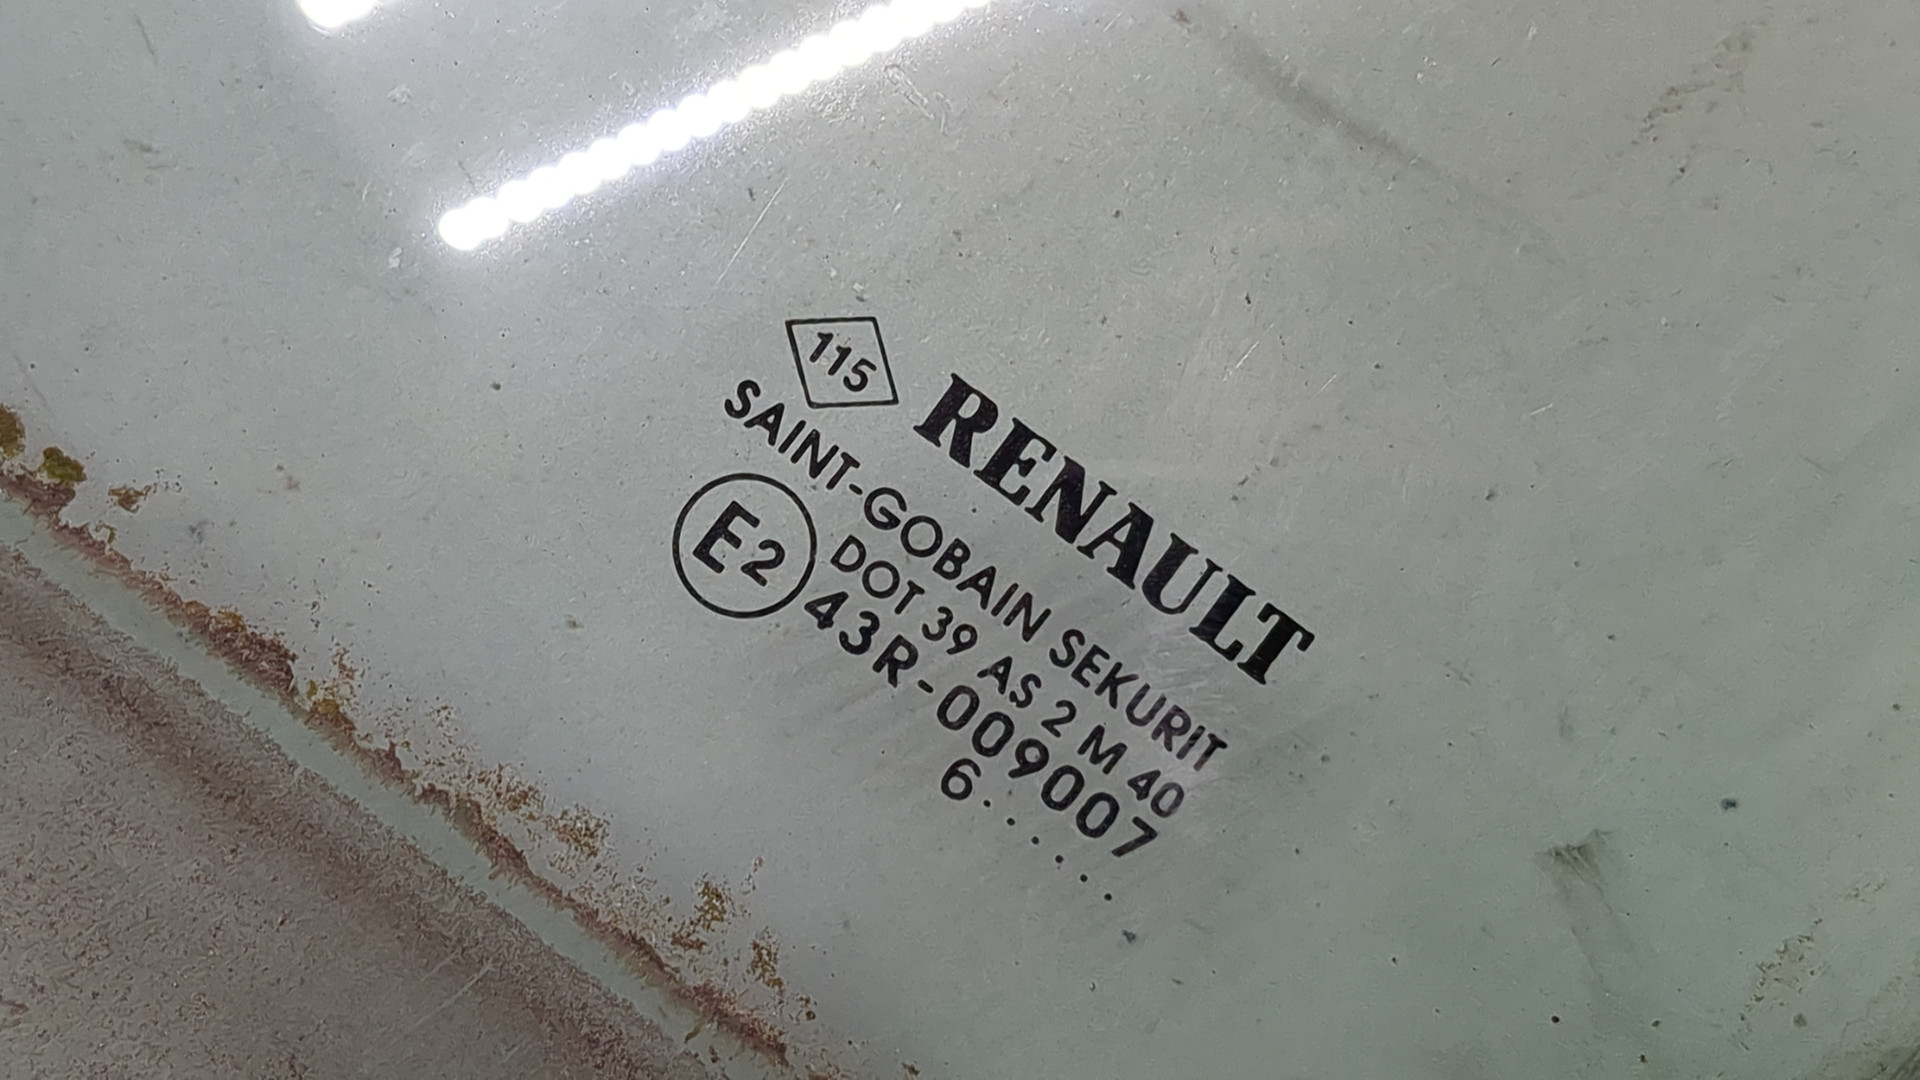 115
RENAULT
SAINT-GOBAIN SEKURIT
E2
DOT 39 AS 2 M 40
43R-009007
6......